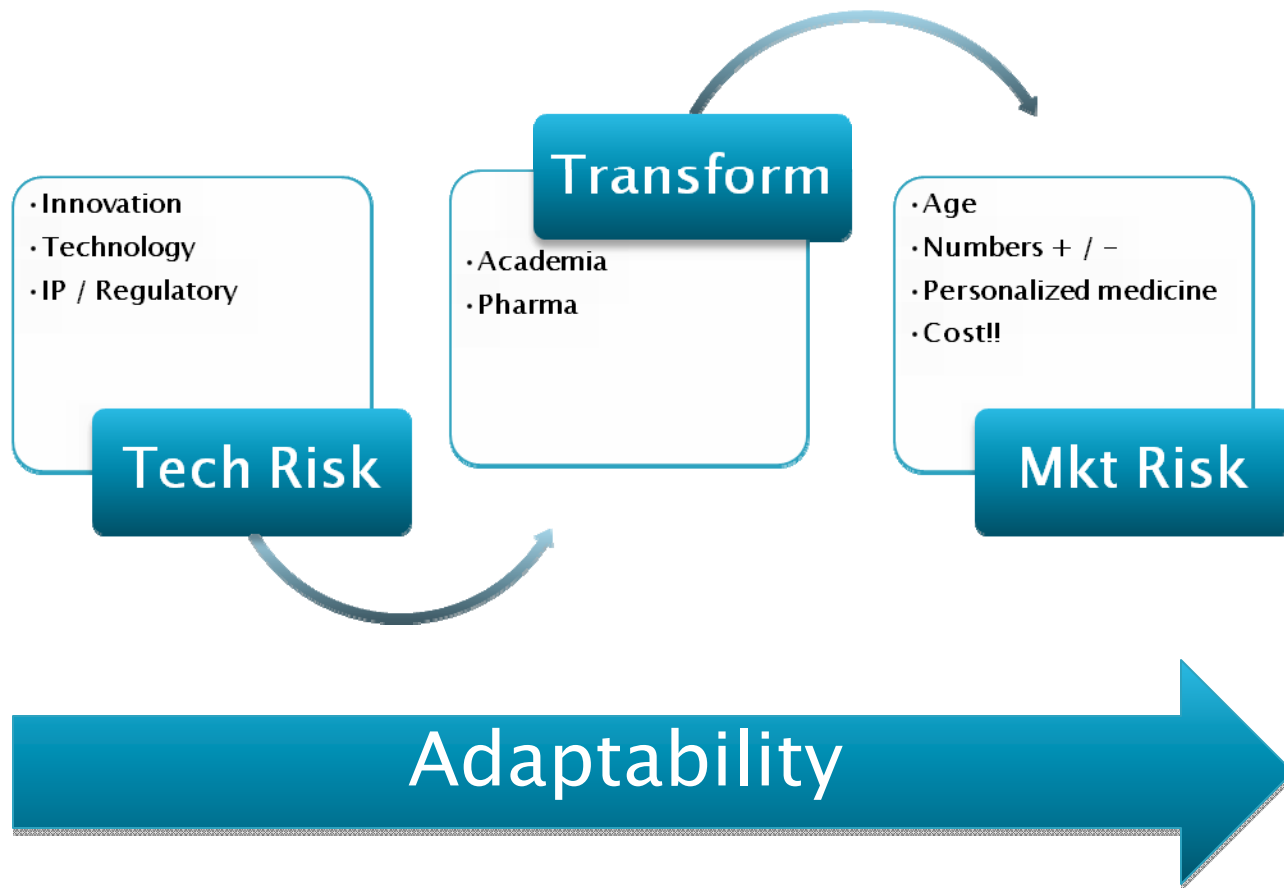 · Innovation
· Technology
· IP / Regulatory
Tech Risk
Transform
· Academia
· Pharma
· Age
· Numbers + / –
· Personalized medicine
· Cost!!
Mkt Risk
Adaptability